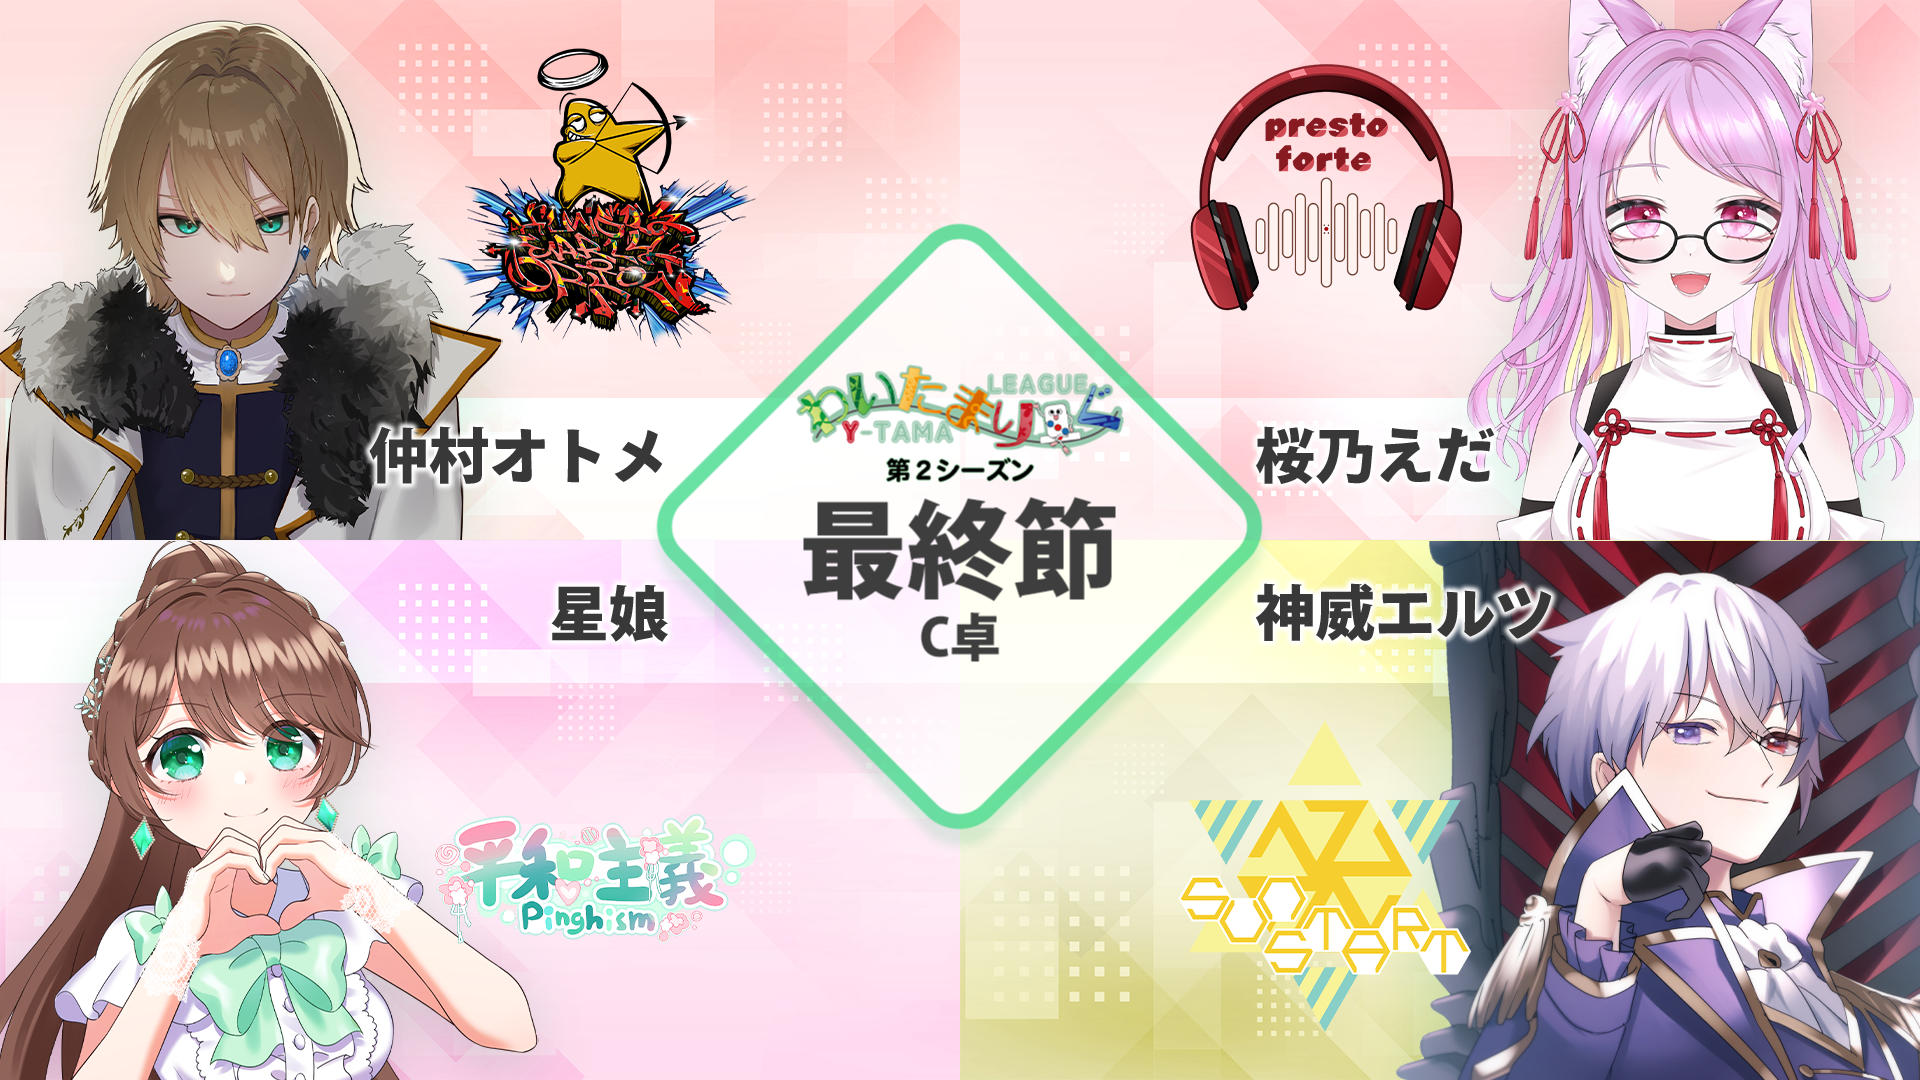 presto
forte
わいたまりーぐ
LEAGUE
Y-TAMA
第2シーズン
最終節
C卓
仲村オトメ
桜乃えだ
星娘
神威エルツ
平和主義
Pinghism
SUN
START